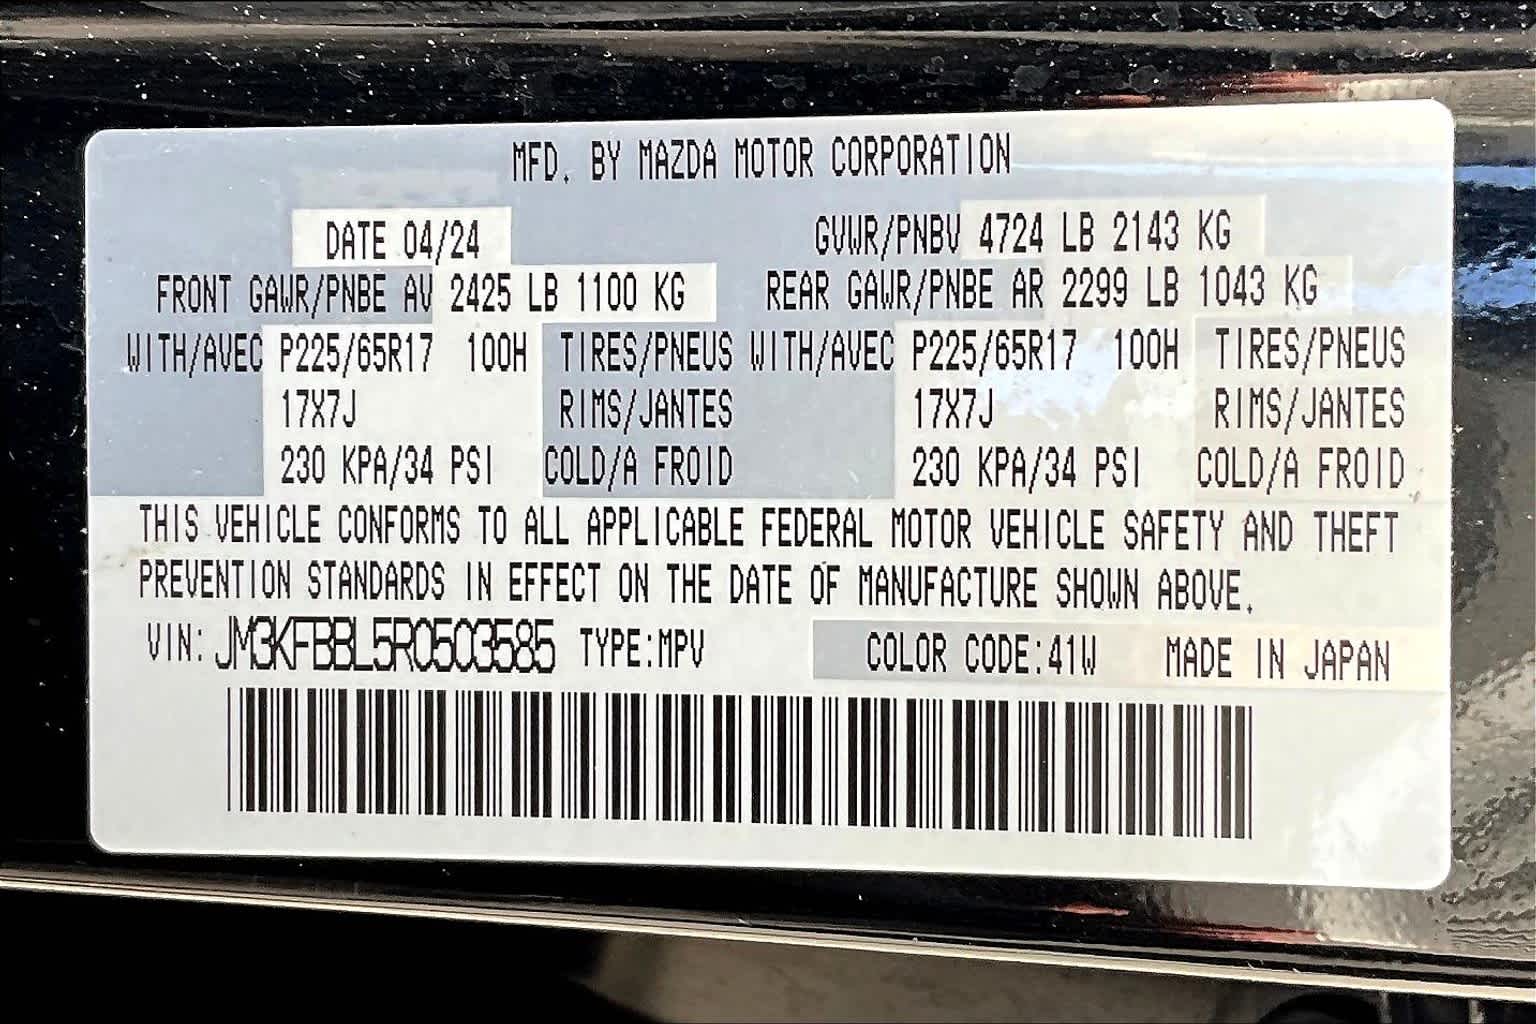 MFD. BY MAZDA MOTOR CORPORATION
DATE 04/24 GVWR/PNBV 4724 LB 2143 KG
FRONT GAWR/PNBE AV 2425 LB 1100 KG REAR GAWR/PNBE AR 2299 LB 1043 KG
WITH/AVEC P225/65R17 100H TIRES/PNEUS WITH/AVEC P225/65R17 100H TIRES/PNEUS
17X7J RIMS/JANTES 17X7J RIMS/JANTES
230 KPA/34 PSI COLD/A FROID 230 KPA/34 PSI COLD/A FROID
THIS VEHICLE CONFORMS TO ALL APPLICABLE FEDERAL MOTOR VEHICLE SAFETY AND THEFT
PREVENTION STANDARDS IN EFFECT ON THE DATE OF MANUFACTURE SHOWN ABOVE.
VIN: JM3KFBBL5R0503585 TYPE:MPV COLOR CODE:41W MADE IN JAPAN